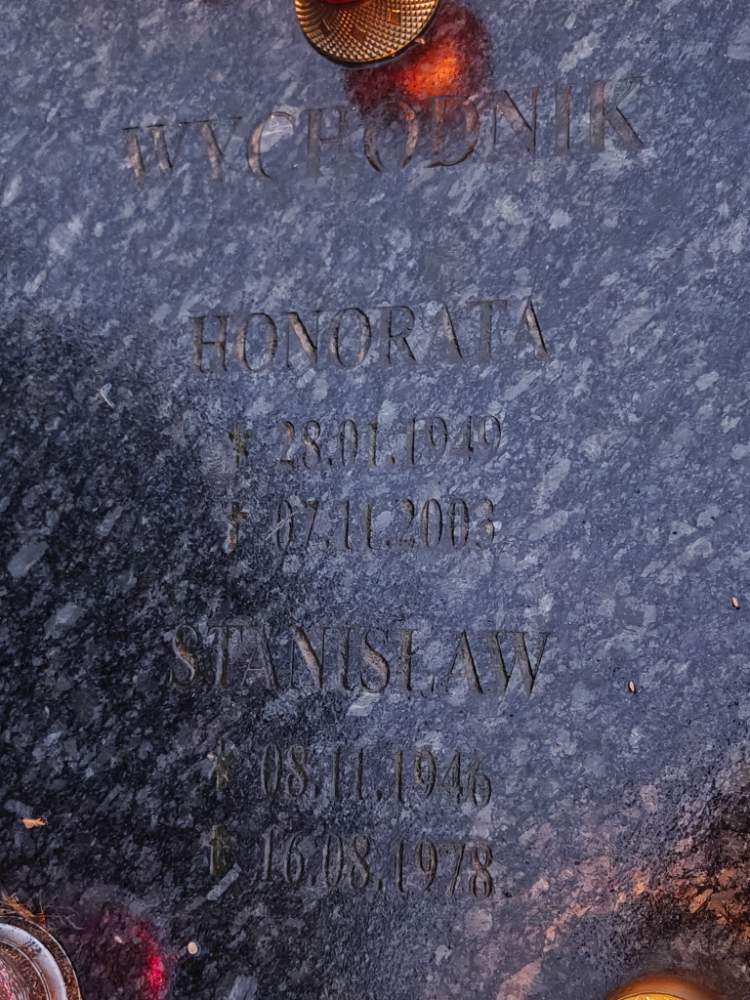 WYCHODNIK
HONORATA
* 28.01.1949
† 07.11.2003
STANISŁAW
* 08.11.1946
† 16.08.1978